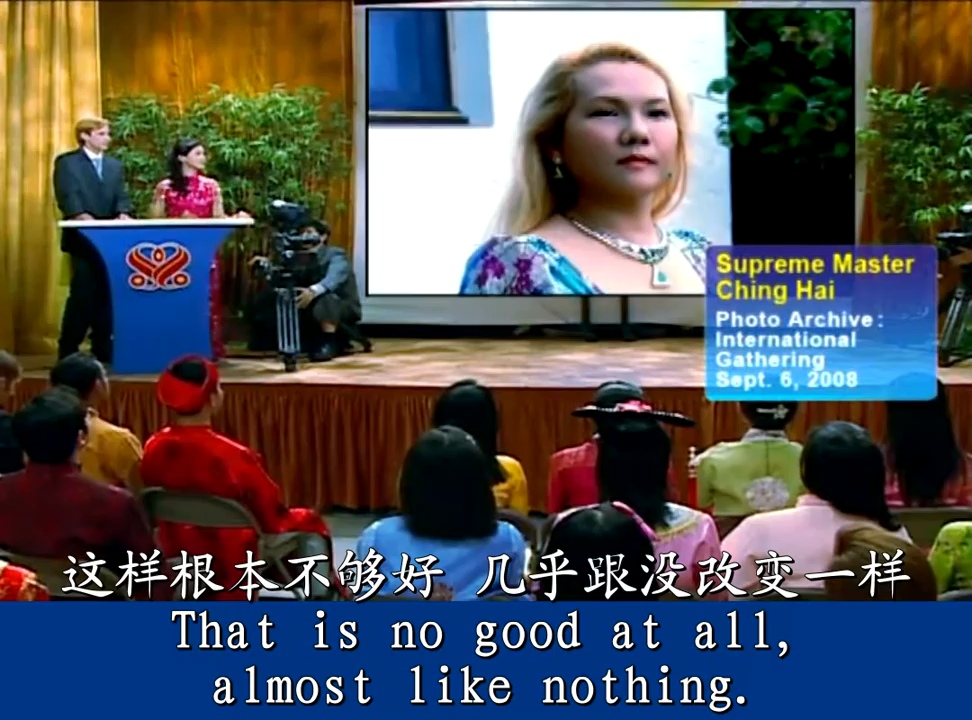 Supreme Master
Ching Hai
Photo Archive:
International
Gathering
Sept. 6, 2008
这样根本不够好 几乎跟没改变一样
That is no good at all,
almost like nothing.